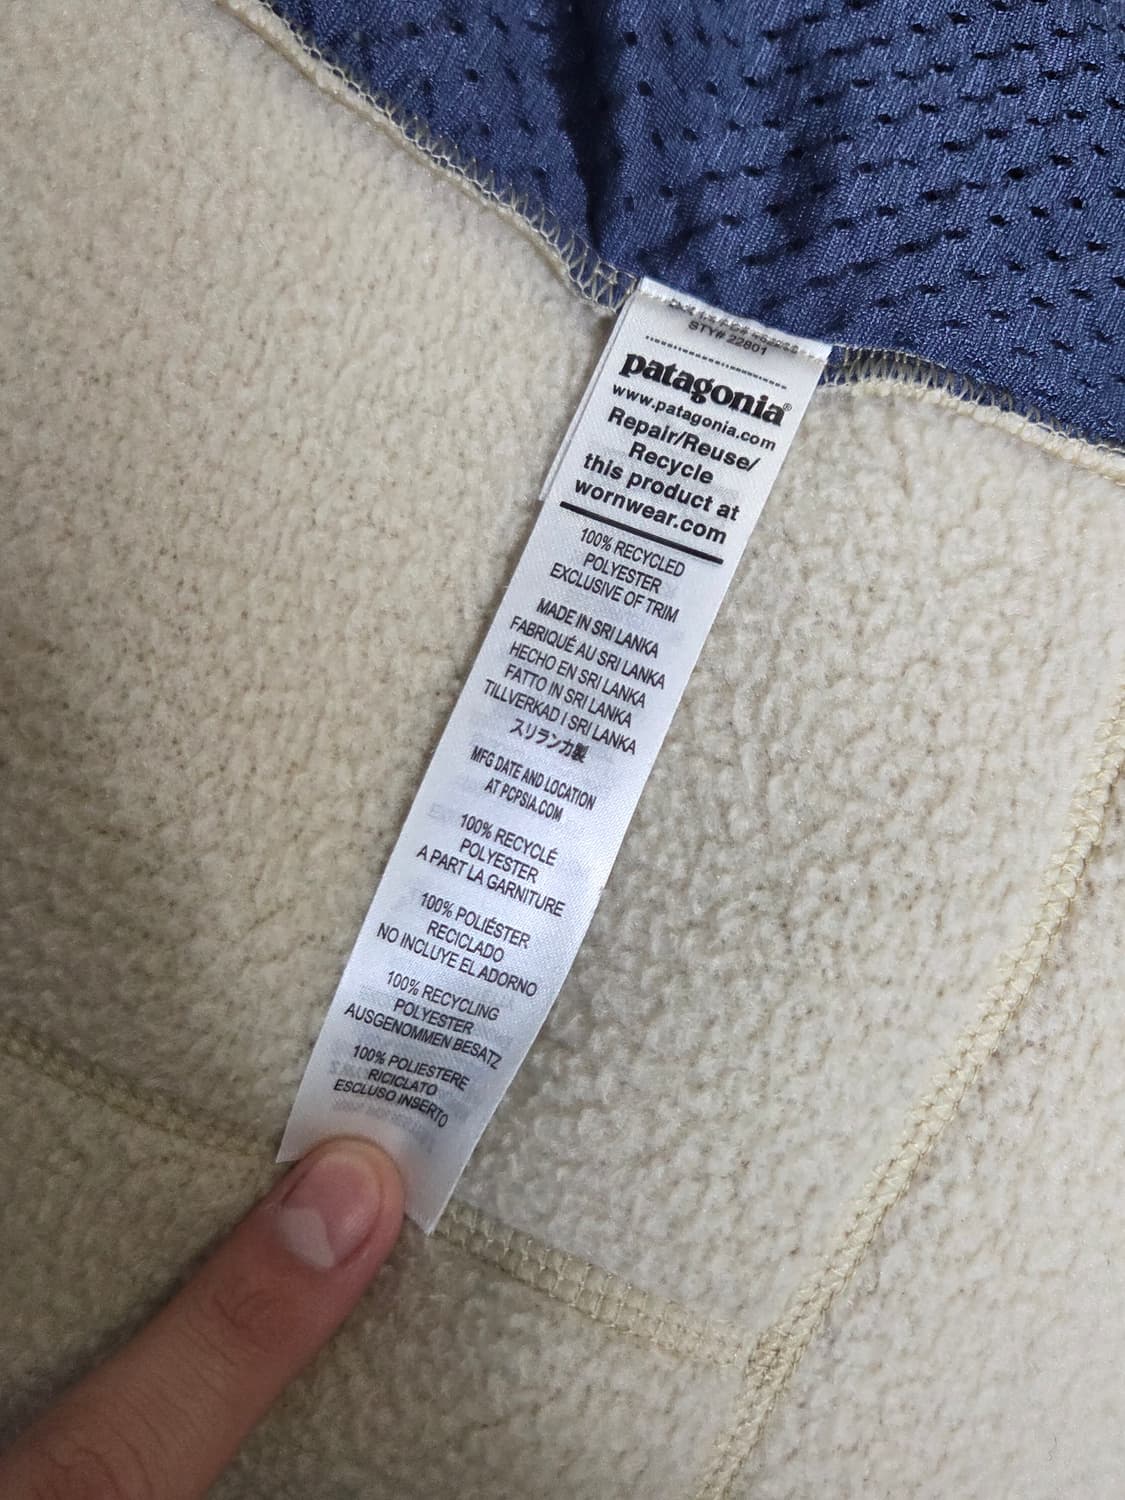 STY# 22801
patagonia®
www.patagonia.com
Repair/Reuse/
Recycle
this product at
wornwear.com
100% RECYCLED
POLYESTER
EXCLUSIVE OF TRIM
MADE IN SRI LANKA
FABRIQUÉ AU SRI LANKA
HECHO EN SRI LANKA
FATTO IN SRI LANKA
TILLVERKAD I SRI LANKA
スリランカ製
MFG DATE AND LOCATION
AT PCPSIA.COM
100% RECYCLÉ
POLYESTER
A PART LA GARNITURE
100% POLIÉSTER
RECICLADO
NO INCLUYE EL ADORNO
100% RECYCLING
POLYESTER
AUSGENOMMEN BESATZ
100% POLIESTERE
RICICLATO
ESCLUSO INSERTO